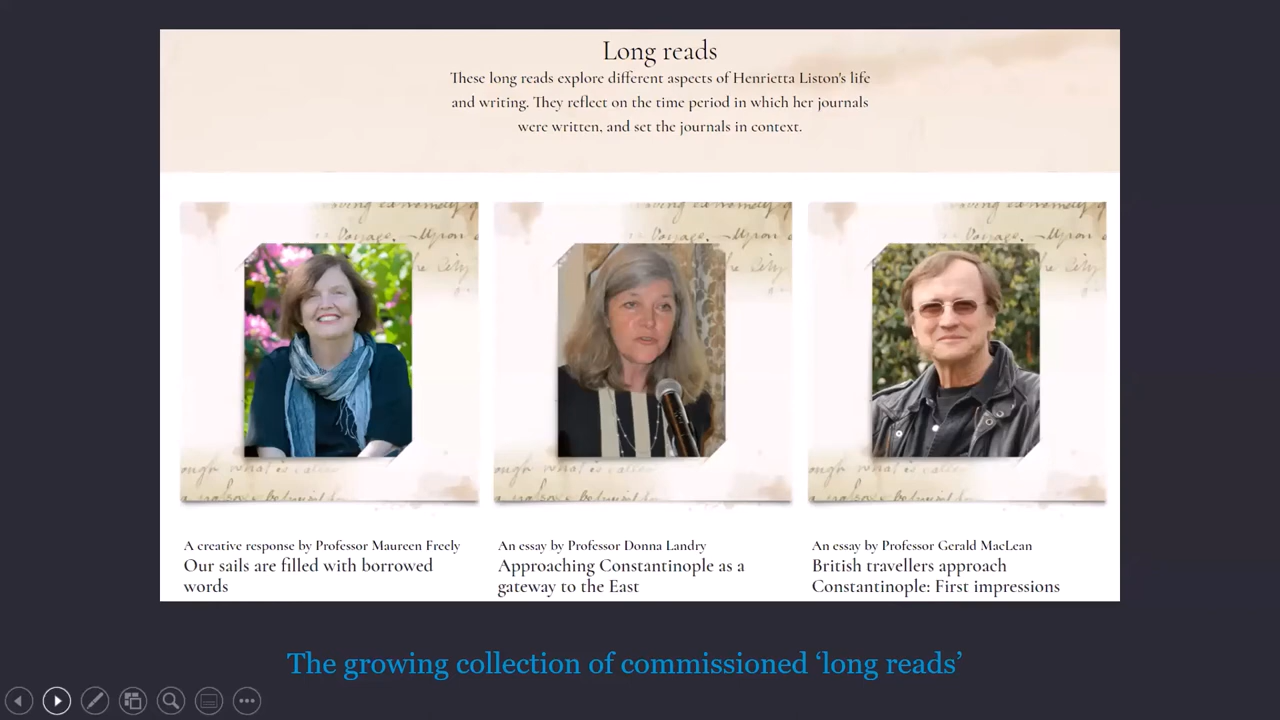 Long reads
These long reads explore different aspects of Henrietta Liston's life
and writing. They reflect on the time period in which her journals
were written, and set the journals in context.
A creative response by Professor Maureen Freely
Our sails are filled with borrowed
words
An essay by Professor Donna Landry
Approaching Constantinople as a
gateway to the East
An essay by Professor Gerald MacLean
British travellers approach
Constantinople: First impressions
The growing collection of commissioned ‘long reads’